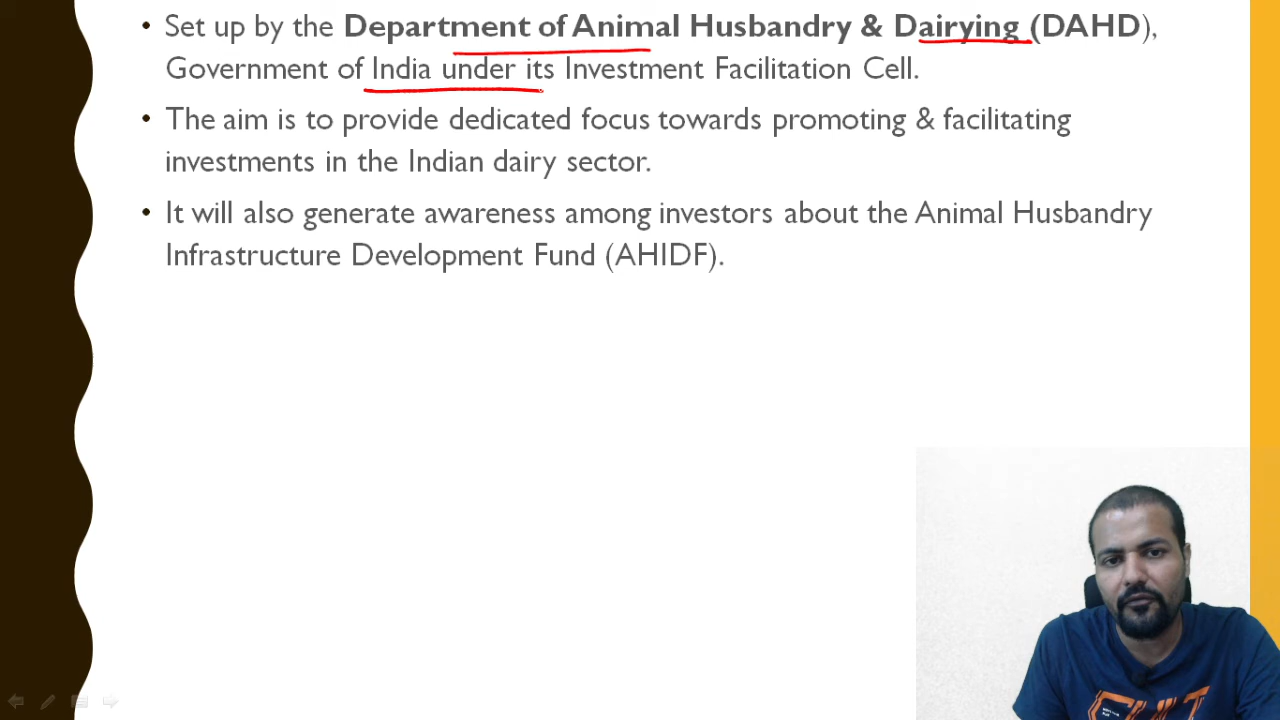 • Set up by the Department of Animal Husbandry & Dairying (DAHD),
Government of India under its Investment Facilitation Cell.
• The aim is to provide dedicated focus towards promoting & facilitating
investments in the Indian dairy sector.
• It will also generate awareness among investors about the Animal Husbandry
Infrastructure Development Fund (AHIDF).